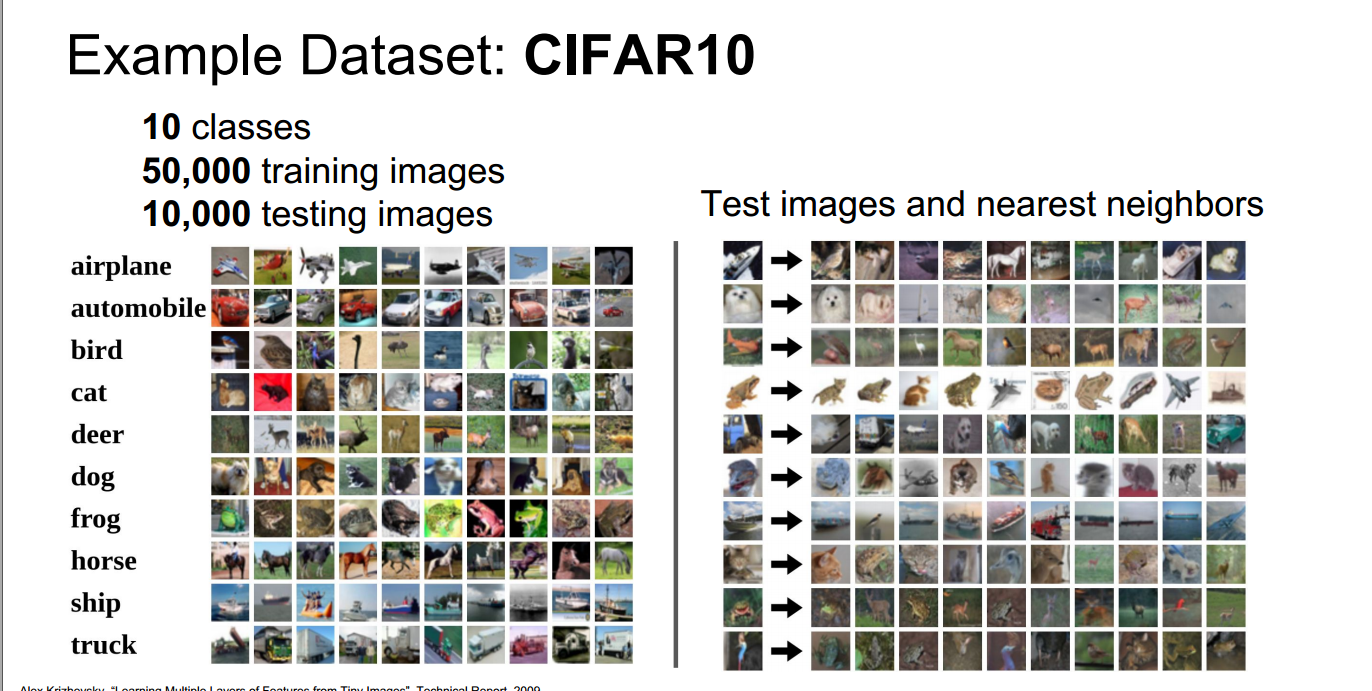 Example Dataset: CIFAR10
10 classes
50,000 training images
10,000 testing images
airplane
automobile
bird
cat
deer
dog
frog
horse
ship
truck
Test images and nearest neighbors
Alex Krizhevsky, “Learning Multiple Layers of Features from Tiny Images”, Technical Report, 2009.